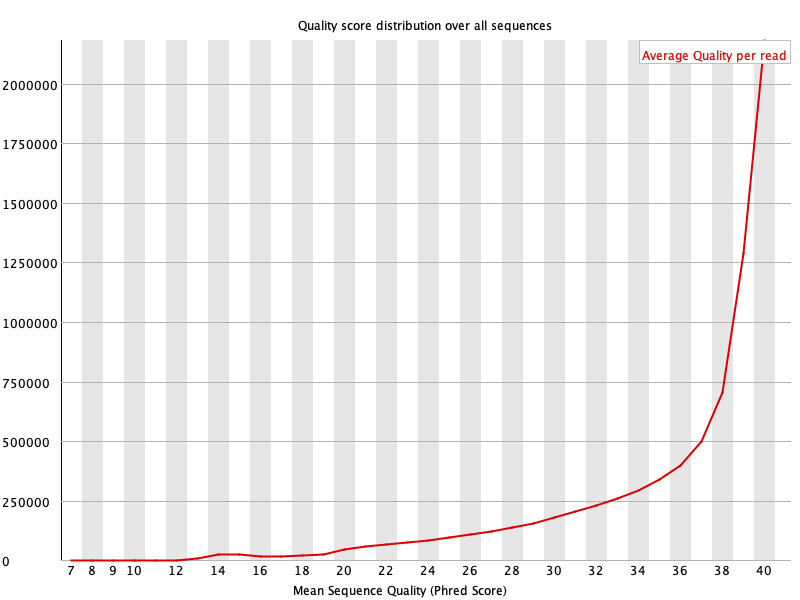 Quality score distribution over all sequences
Average Quality per read
2000000
1750000
1500000
1250000
1000000
750000
500000
250000
0
7 8 9 10 12 14 16 18 20 22 24 26 28 30 32 34 36 38 40
Mean Sequence Quality (Phred Score)